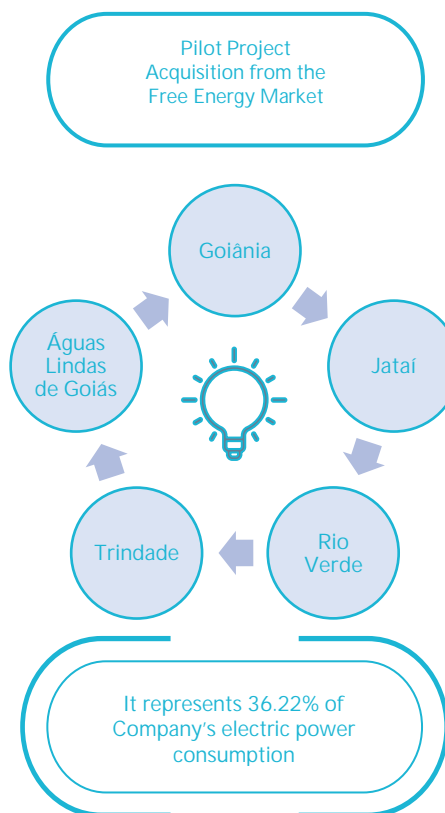 Pilot Project
Acquisition from the
Free Energy Market
Goiânia
Jataí
Rio
Verde
Trindade
Águas
Lindas
de Goiás
It represents 36.22% of
Company's electric power
consumption